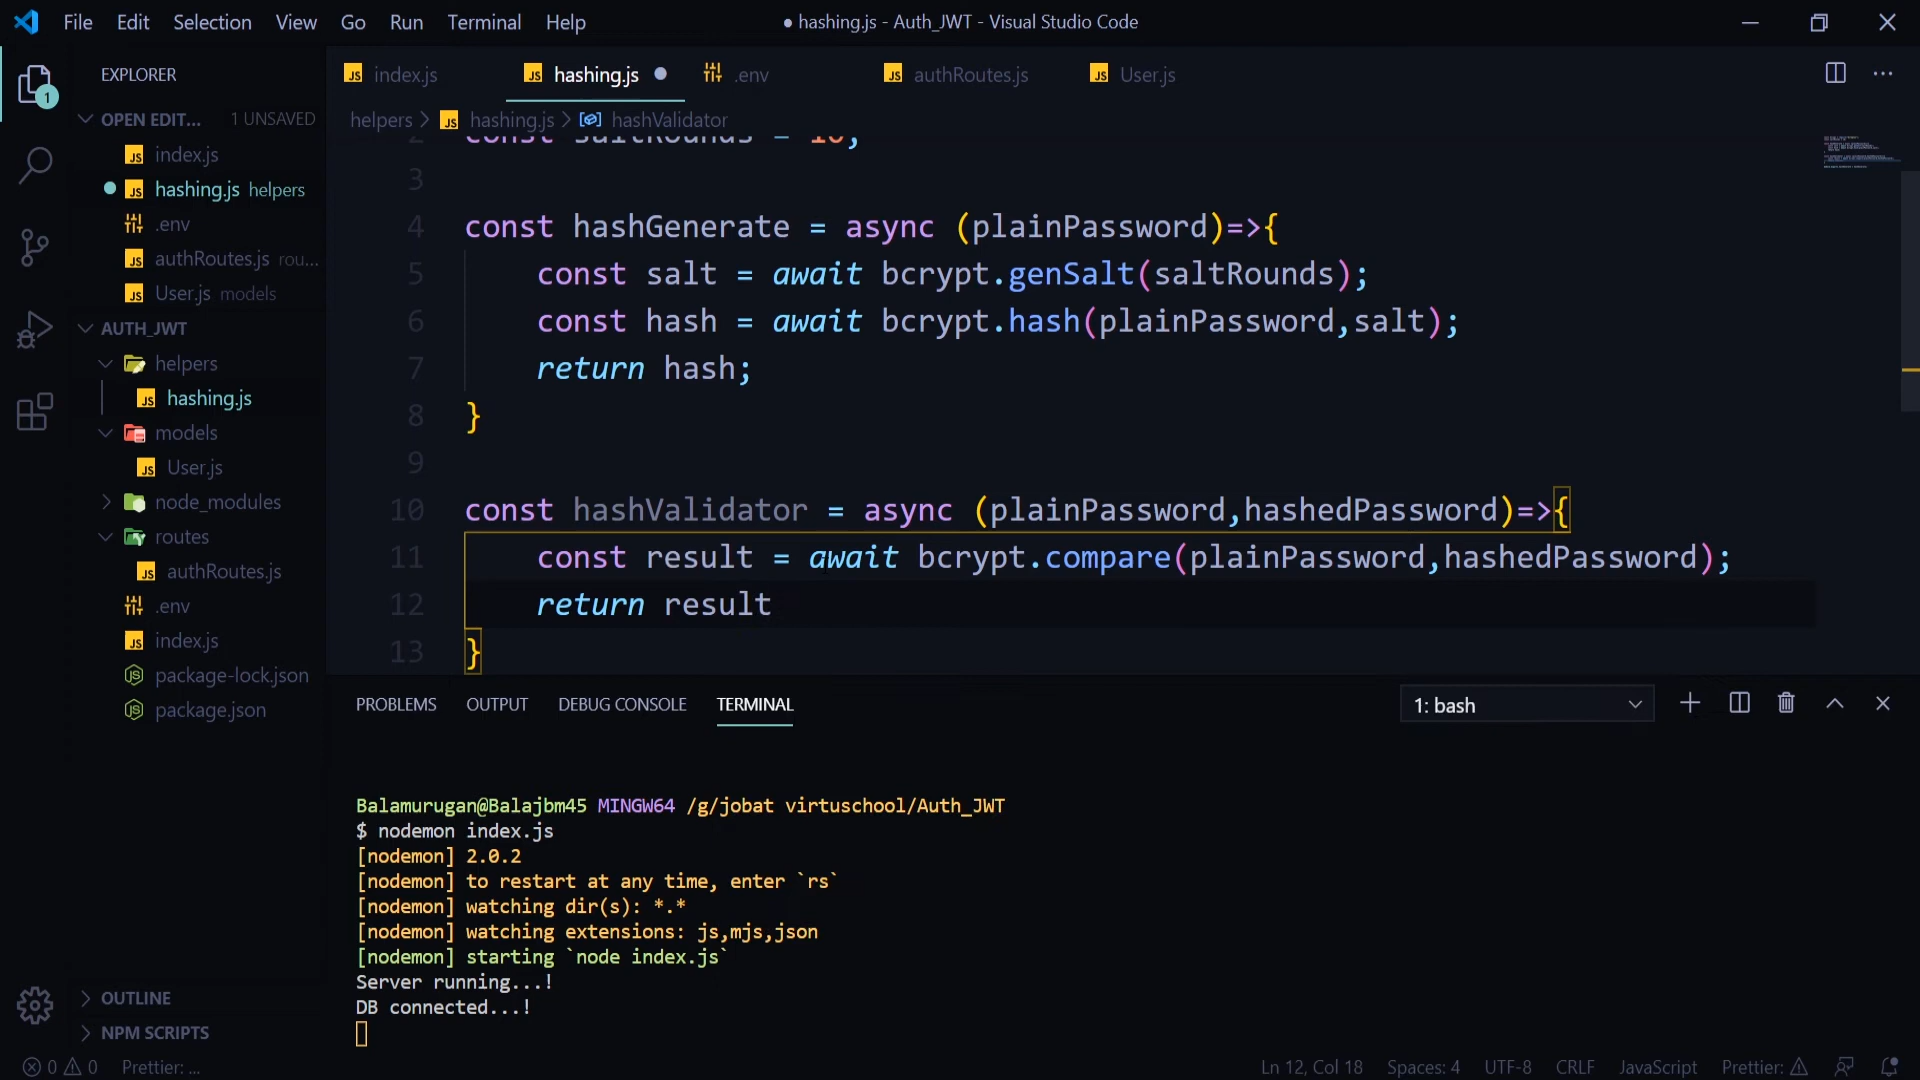 File Edit Selection View Go Run Terminal Help
● hashing.js - Auth_JWT - Visual Studio Code
EXPLORER
1
OPEN EDIT... 1 UNSAVED
index.js
hashing.js helpers
.env
authRoutes.js rou...
User.js models
AUTH_JWT
helpers
hashing.js
models
User.js
node_modules
routes
authRoutes.js
.env
index.js
package-lock.json
package.json
OUTLINE
NPM SCRIPTS
index.js hashing.js .env authRoutes.js User.js
helpers > hashing.js > hashValidator
2 const saltRounds = 10;
3
4 const hashGenerate = async (plainPassword)=>{
5 const salt = await bcrypt.genSalt(saltRounds);
6 const hash = await bcrypt.hash(plainPassword,salt);
7 return hash;
8 }
9
10 const hashValidator = async (plainPassword,hashedPassword)=>{
11 const result = await bcrypt.compare(plainPassword,hashedPassword);
12 return result
13 }
PROBLEMS OUTPUT DEBUG CONSOLE TERMINAL 1: bash
Balamurugan@Balajbm45 MINGW64 /g/jobat virtuschool/Auth_JWT
$ nodemon index.js
[nodemon] 2.0.2
[nodemon] to restart at any time, enter `rs`
[nodemon] watching dir(s): *.*
[nodemon] watching extensions: js,mjs,json
[nodemon] starting `node index.js`
Server running...!
DB connected...!
0 0 Prettier: ... Ln 12, Col 18 Spaces: 4 UTF-8 CRLF JavaScript Prettier: